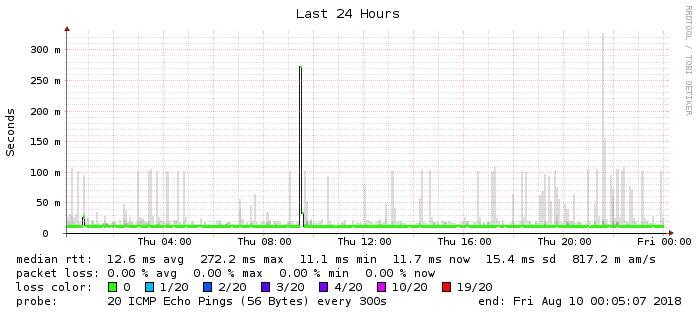 Last 24 Hours
RRDTOOL / TOBI OETIKER
Seconds
300 m
250 m
200 m
150 m
100 m
50 m
0
Thu 04:00 Thu 08:00 Thu 12:00 Thu 16:00 Thu 20:00 Fri 00:00
median rtt: 12.6 ms avg 272.2 ms max 11.1 ms min 11.7 ms now 15.4 ms sd 817.2 m am/s
packet loss: 0.00 % avg 0.00 % max 0.00 % min 0.00 % now
loss color: 0 1/20 2/20 3/20 4/20 10/20 19/20
probe: 20 ICMP Echo Pings (56 Bytes) every 300s end: Fri Aug 10 00:05:07 2018